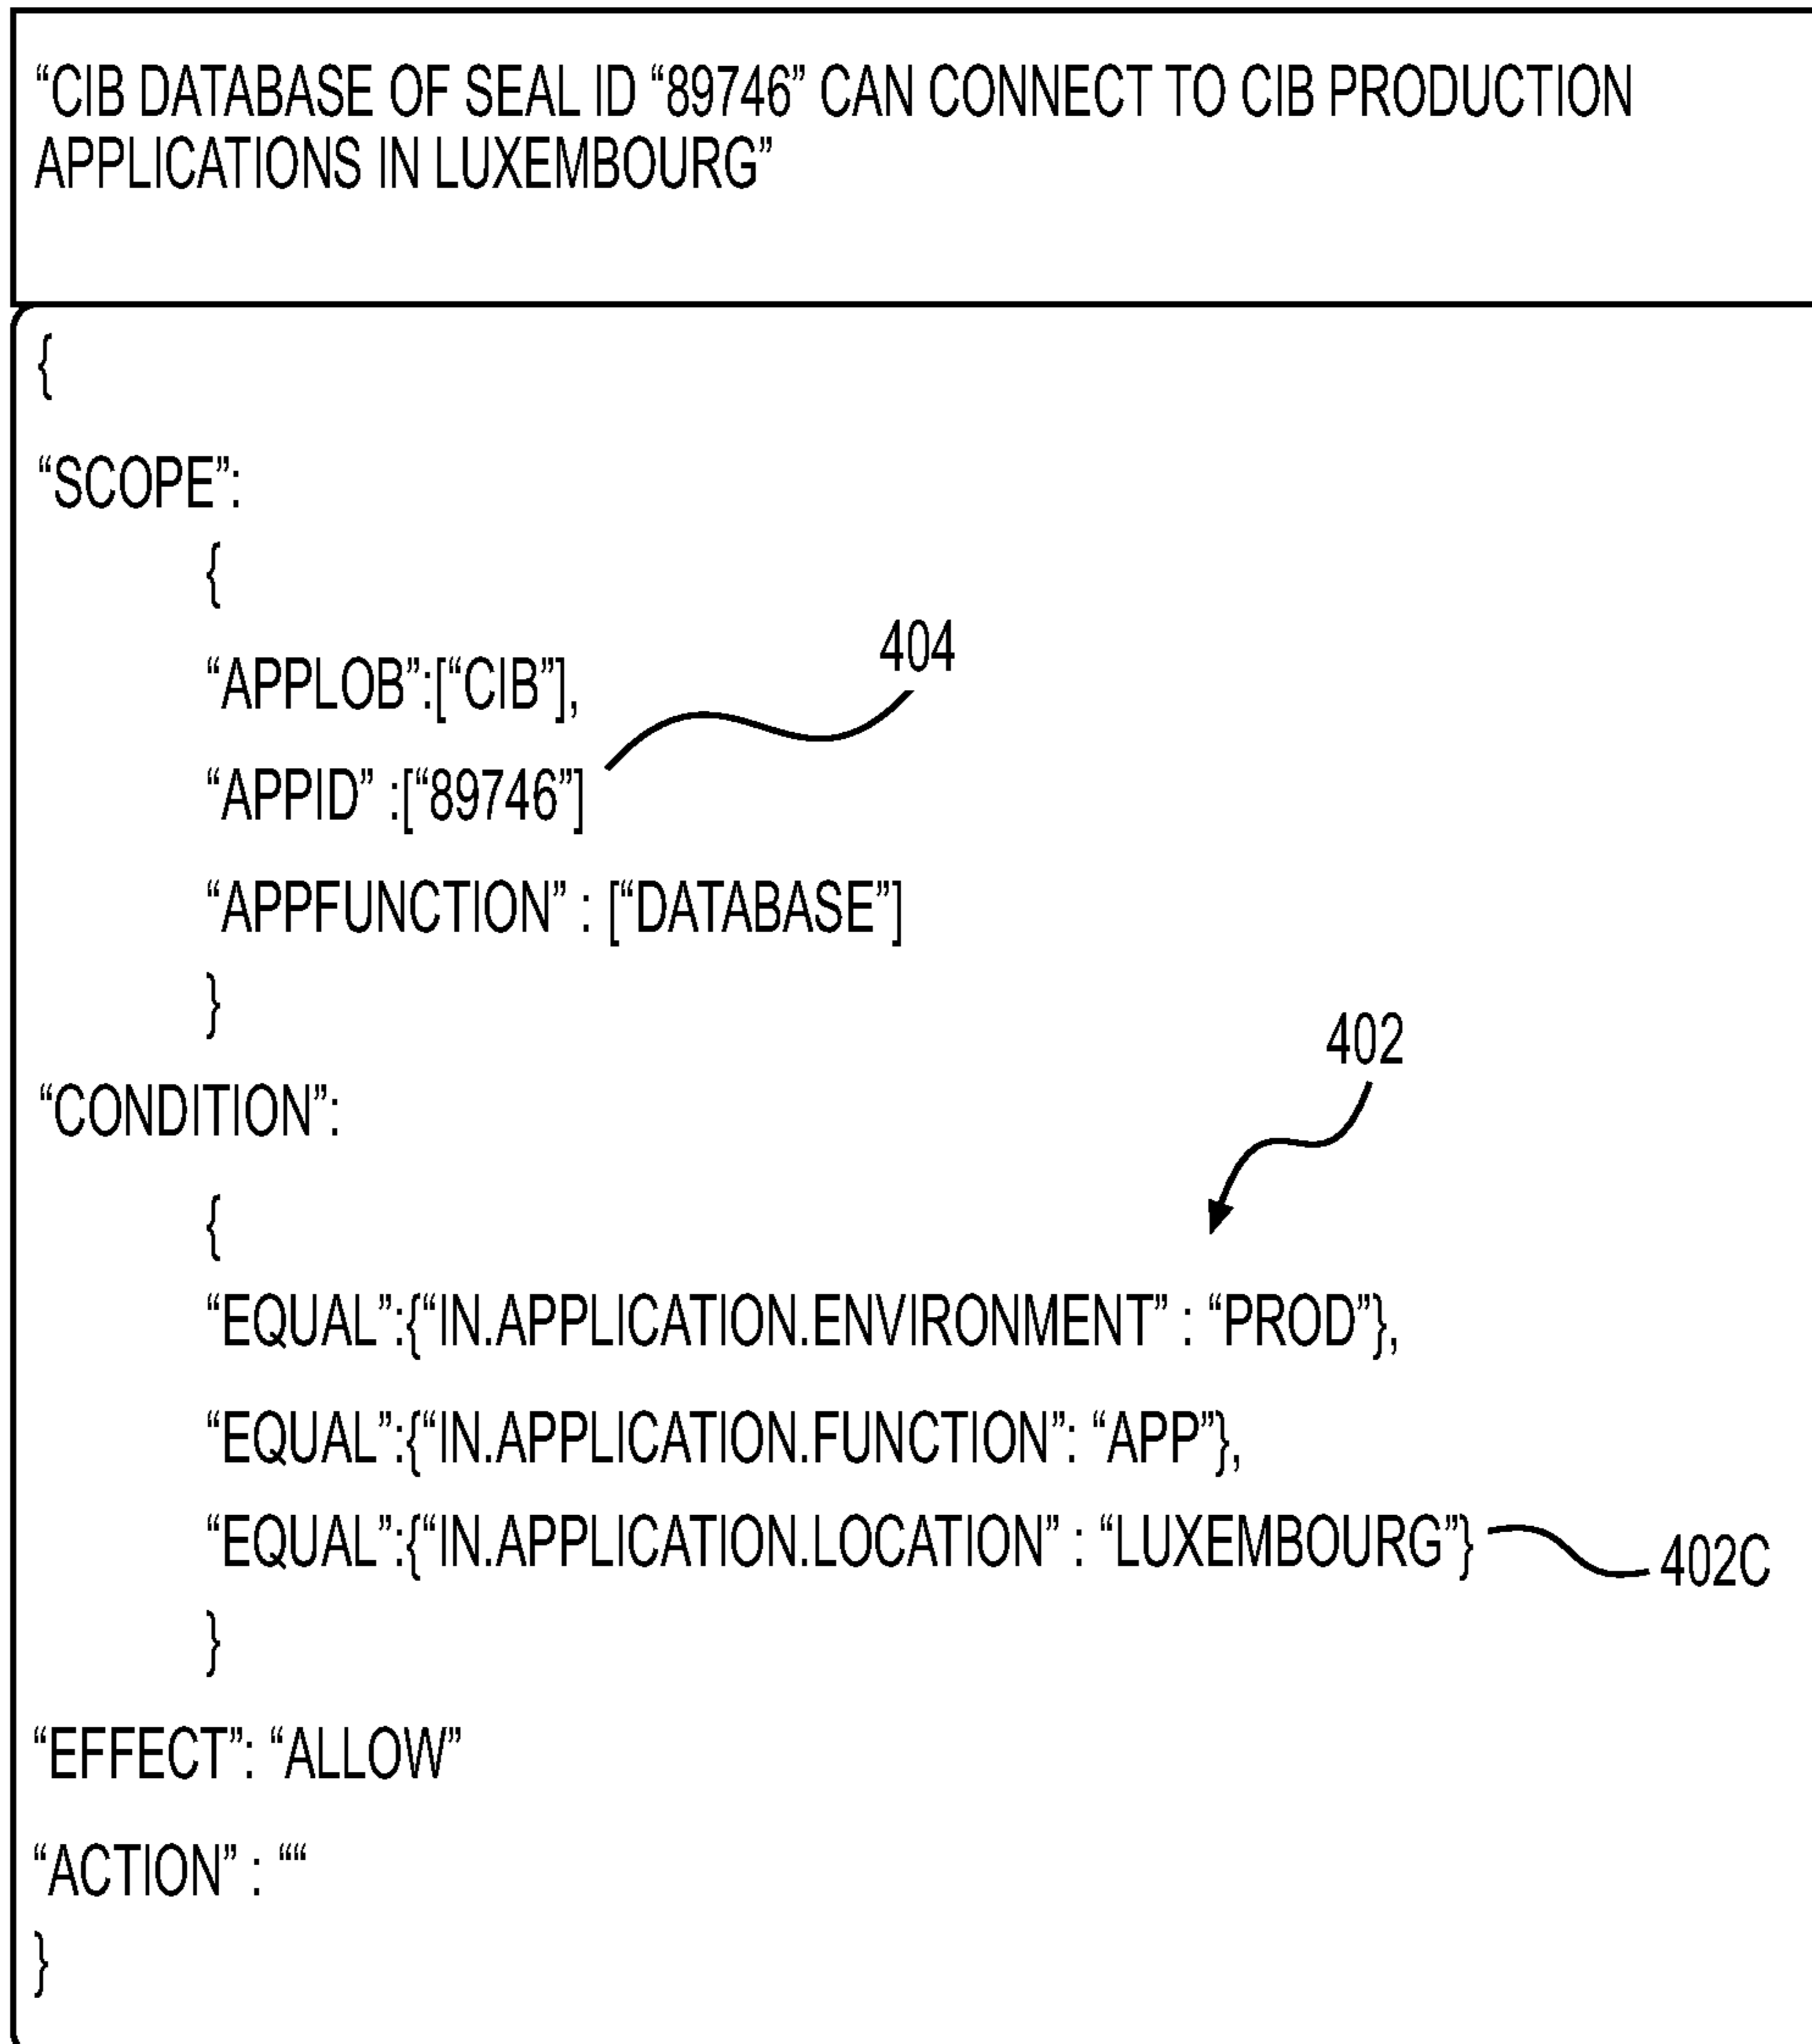 “CIB DATABASE OF SEAL ID “89746” CAN CONNECT TO CIB PRODUCTION
APPLICATIONS IN LUXEMBOURG”
{
“SCOPE”:
{
404
“APPLOB”:[“CIB”],
“APPID” :[“89746”]
“APPFUNCTION” : [“DATABASE”]
}
402
“CONDITION”:
{
“EQUAL”:{“IN.APPLICATION.ENVIRONMENT” : “PROD”},
“EQUAL”:{“IN.APPLICATION.FUNCTION”: “APP”},
“EQUAL”:{“IN.APPLICATION.LOCATION” : “LUXEMBOURG”}
402C
}
“EFFECT”: “ALLOW”
“ACTION” : ““
}